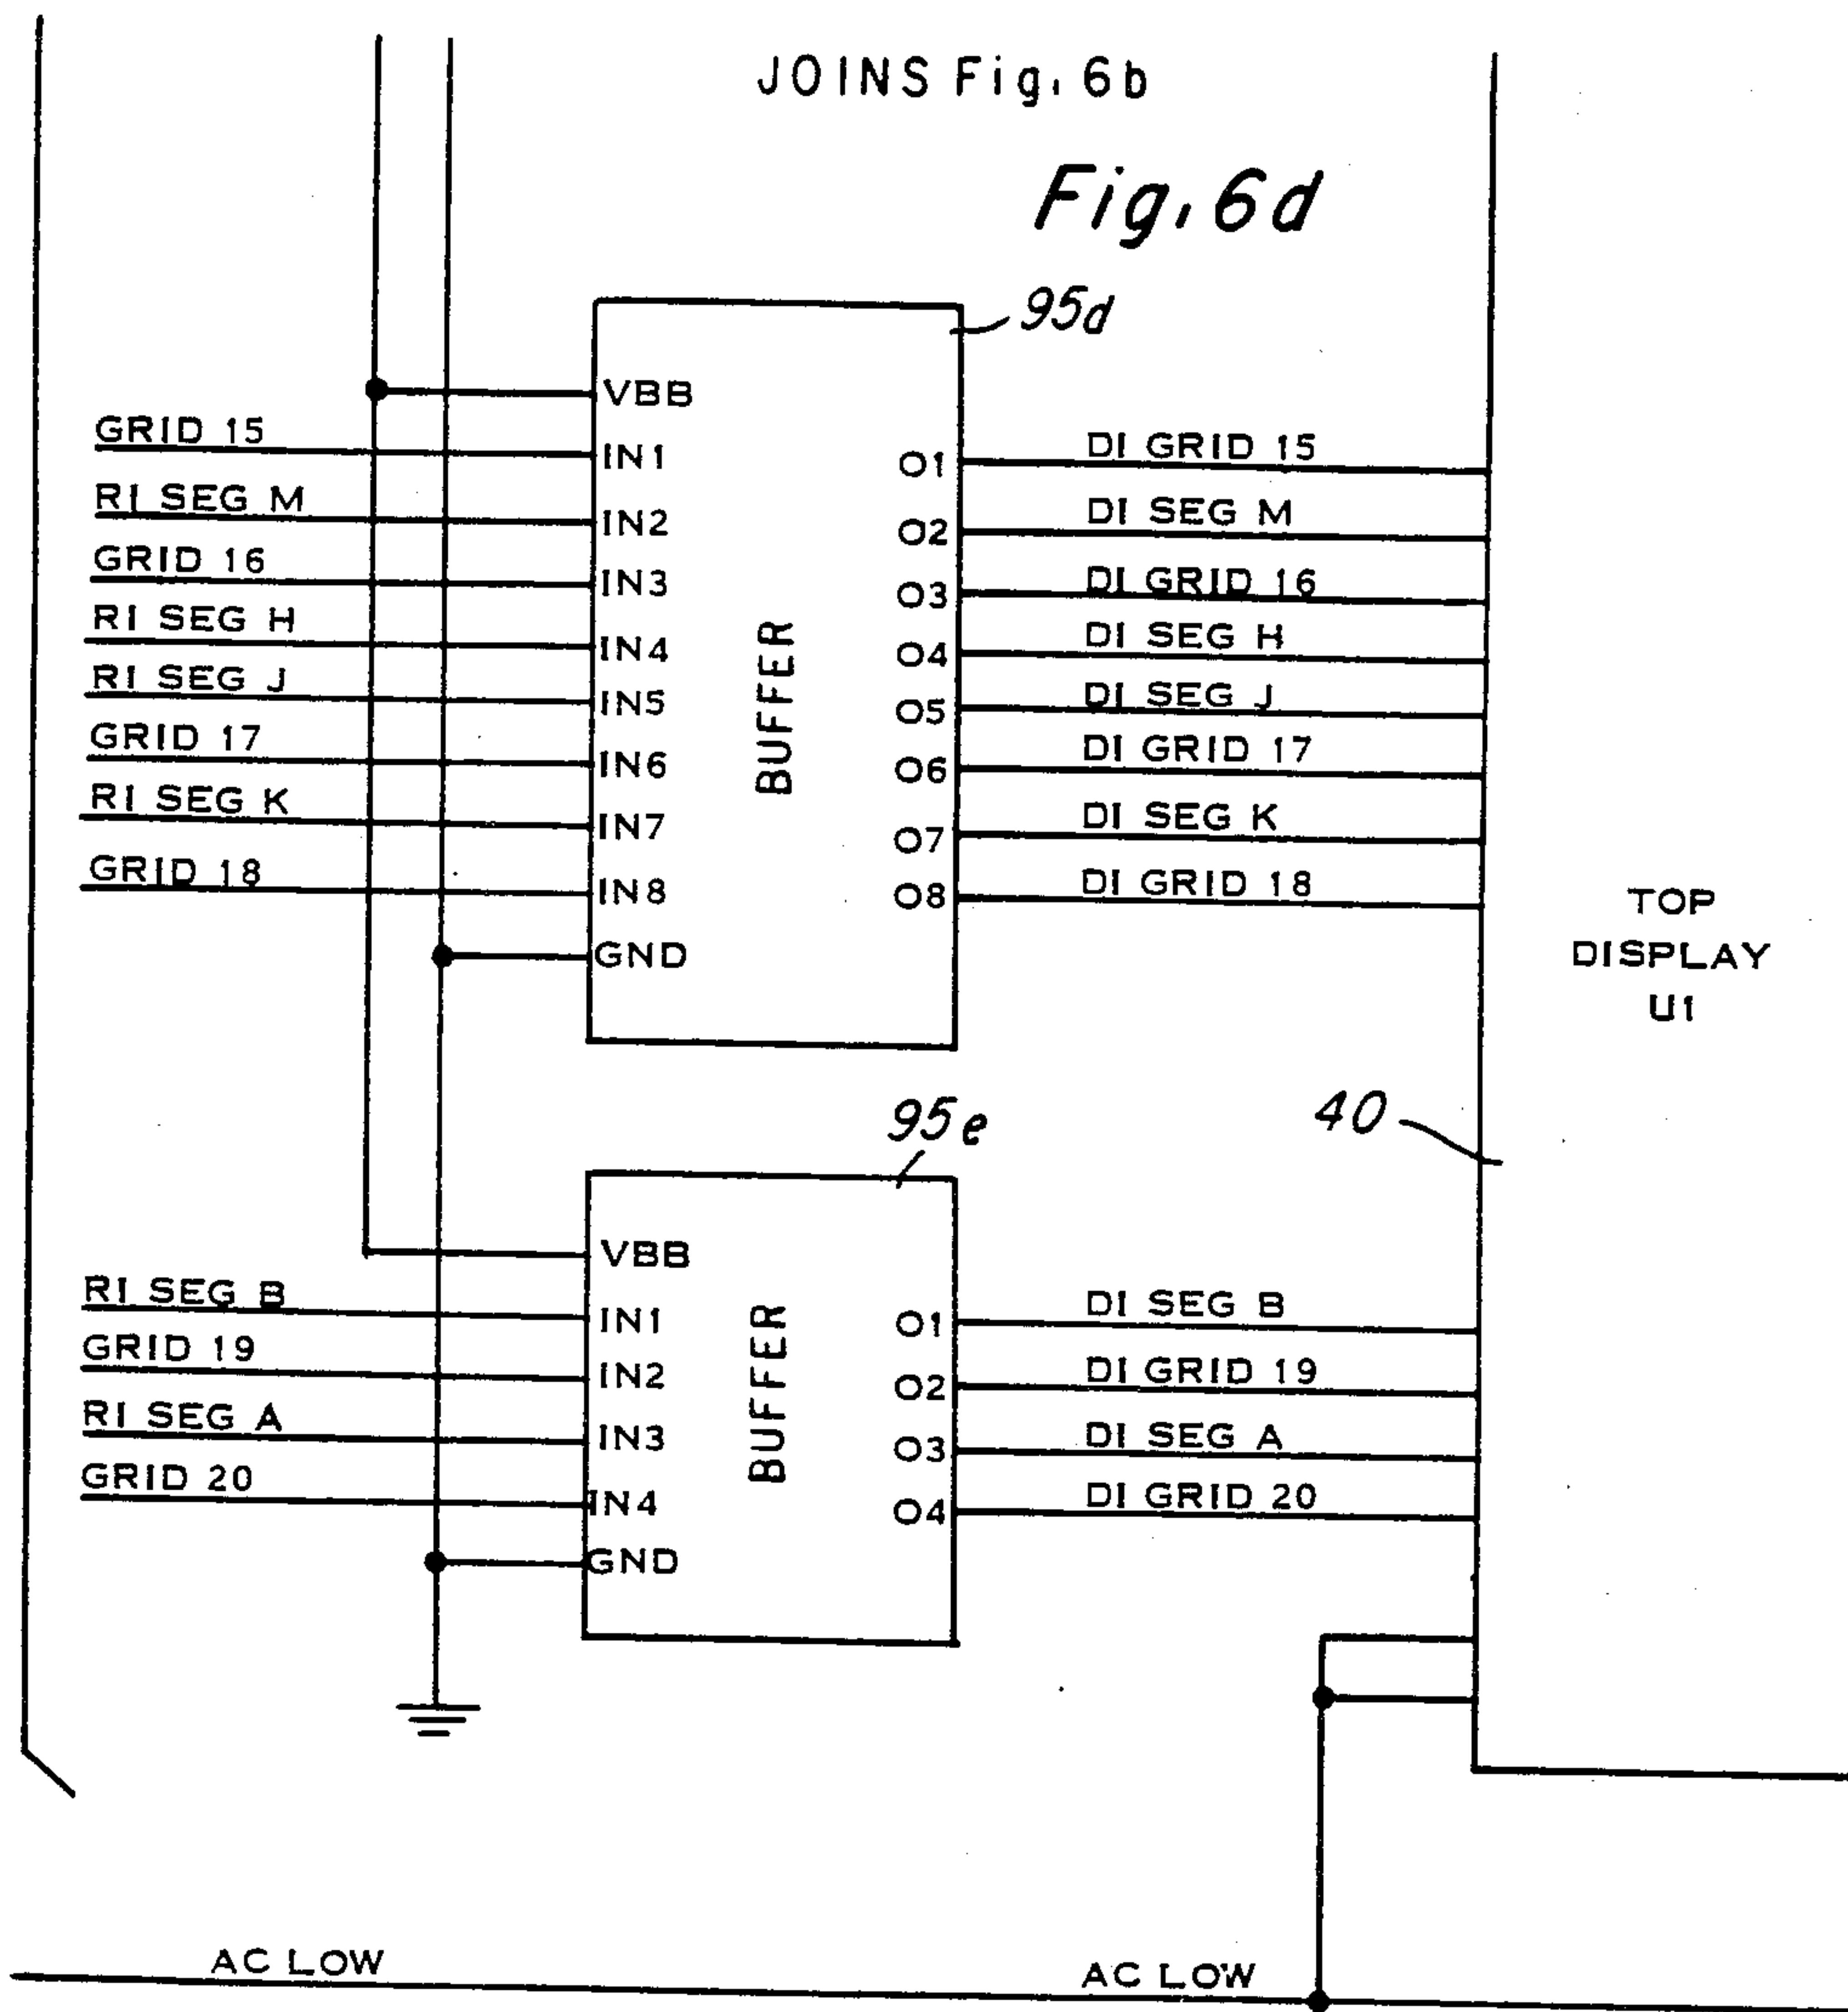 JOINS Fig. 6b
Fig. 6d
95d
VBB
GRID 15
IN1
O1
DI GRID 15
RI SEG M
IN2
O2
DI SEG M
GRID 16
IN3
O3
DI GRID 16
RI SEG H
IN4
O4
DI SEG H
RI SEG J
IN5
O5
DI SEG J
GRID 17
IN6
O6
DI GRID 17
RI SEG K
IN7
O7
DI SEG K
GRID 18
IN8
O8
DI GRID 18
GND
BUFFER
TOP
DISPLAY
U1
40
95e
VBB
RI SEG B
IN1
O1
DI SEG B
GRID 19
IN2
O2
DI GRID 19
RI SEG A
IN3
O3
DI SEG A
GRID 20
IN4
O4
DI GRID 20
GND
BUFFER
AC LOW
AC LOW